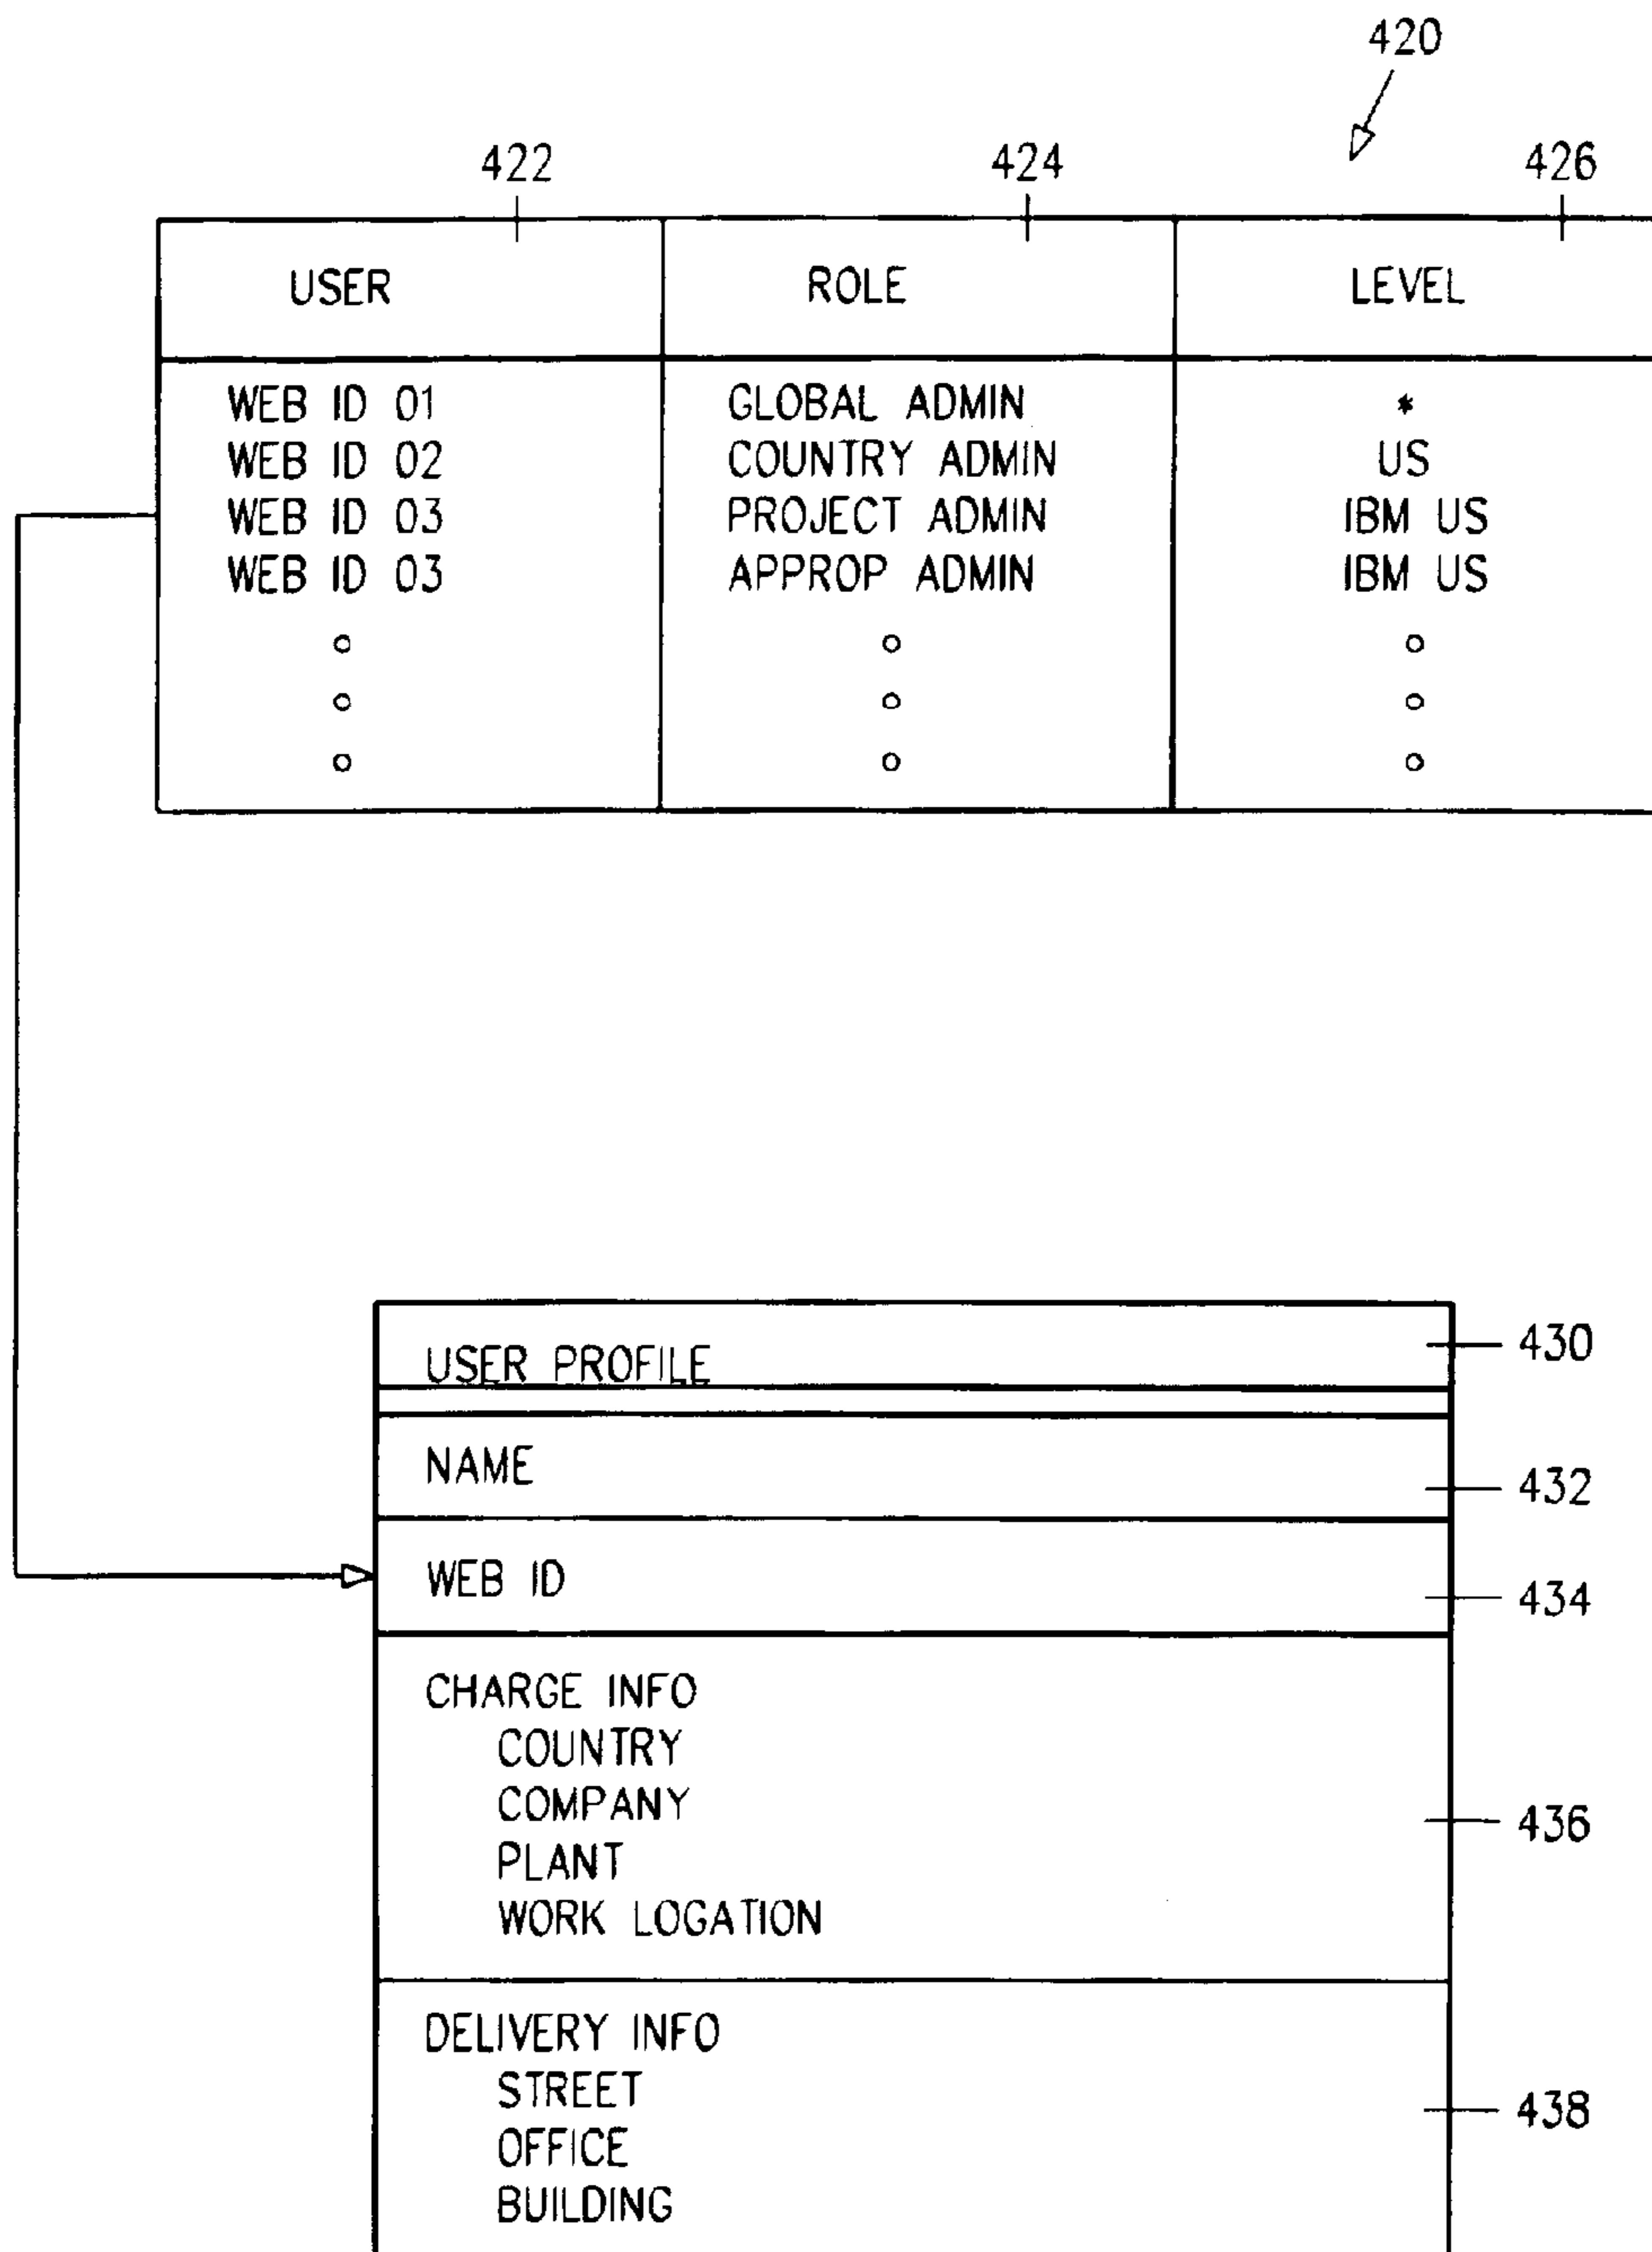 420
422 424 426
USER ROLE LEVEL
WEB ID 01 GLOBAL ADMIN *
WEB ID 02 COUNTRY ADMIN US
WEB ID 03 PROJECT ADMIN IBM US
WEB ID 03 APPROP ADMIN IBM US
USER PROFILE 430
NAME 432
WEB ID 434
CHARGE INFO
COUNTRY
COMPANY 436
PLANT
WORK LOGATION
DELIVERY INFO
STREET 438
OFFICE
BUILDING